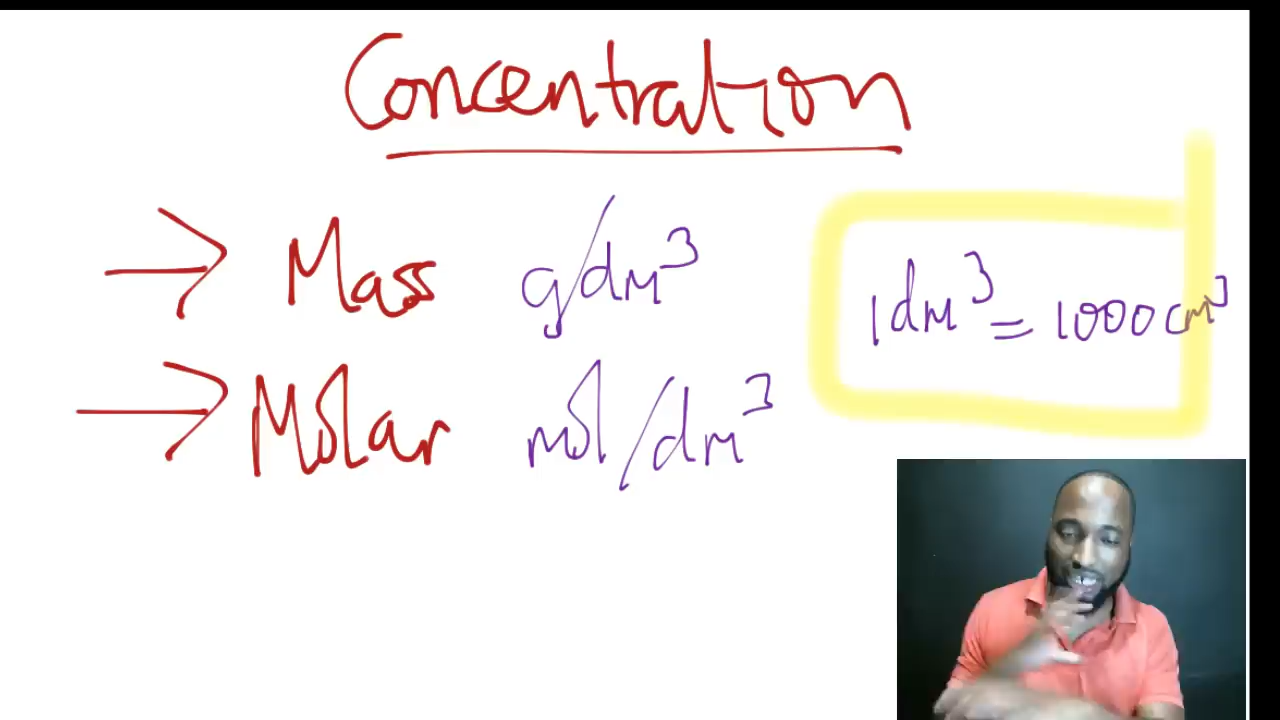 Concentration
→ Mass g/dm³
1dm³ = 1000cm³
→ Molar mol/dm³